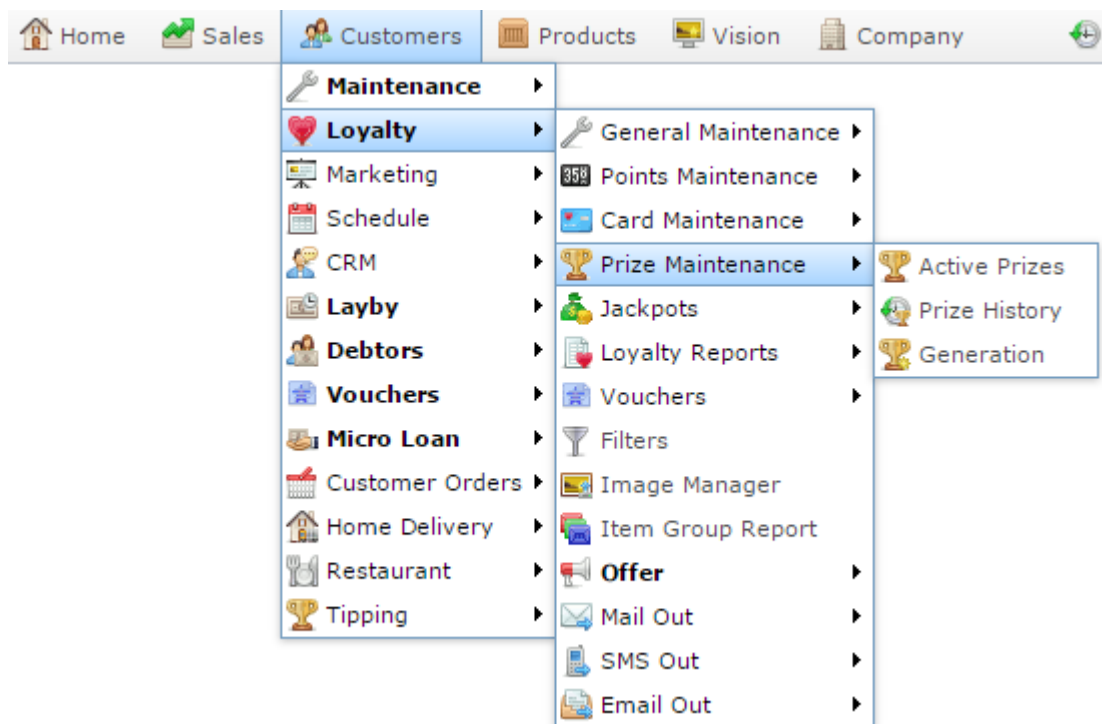 Home Sales Customers Products Vision Company
Maintenance
Loyalty
Marketing
Schedule
CRM
Layby
Debtors
Vouchers
Micro Loan
Customer Orders
Home Delivery
Restaurant
Tipping
General Maintenance
358 Points Maintenance
Card Maintenance
Prize Maintenance
Jackpots
Loyalty Reports
Vouchers
Filters
Image Manager
Item Group Report
Offer
Mail Out
SMS Out
Email Out
Active Prizes
Prize History
Generation